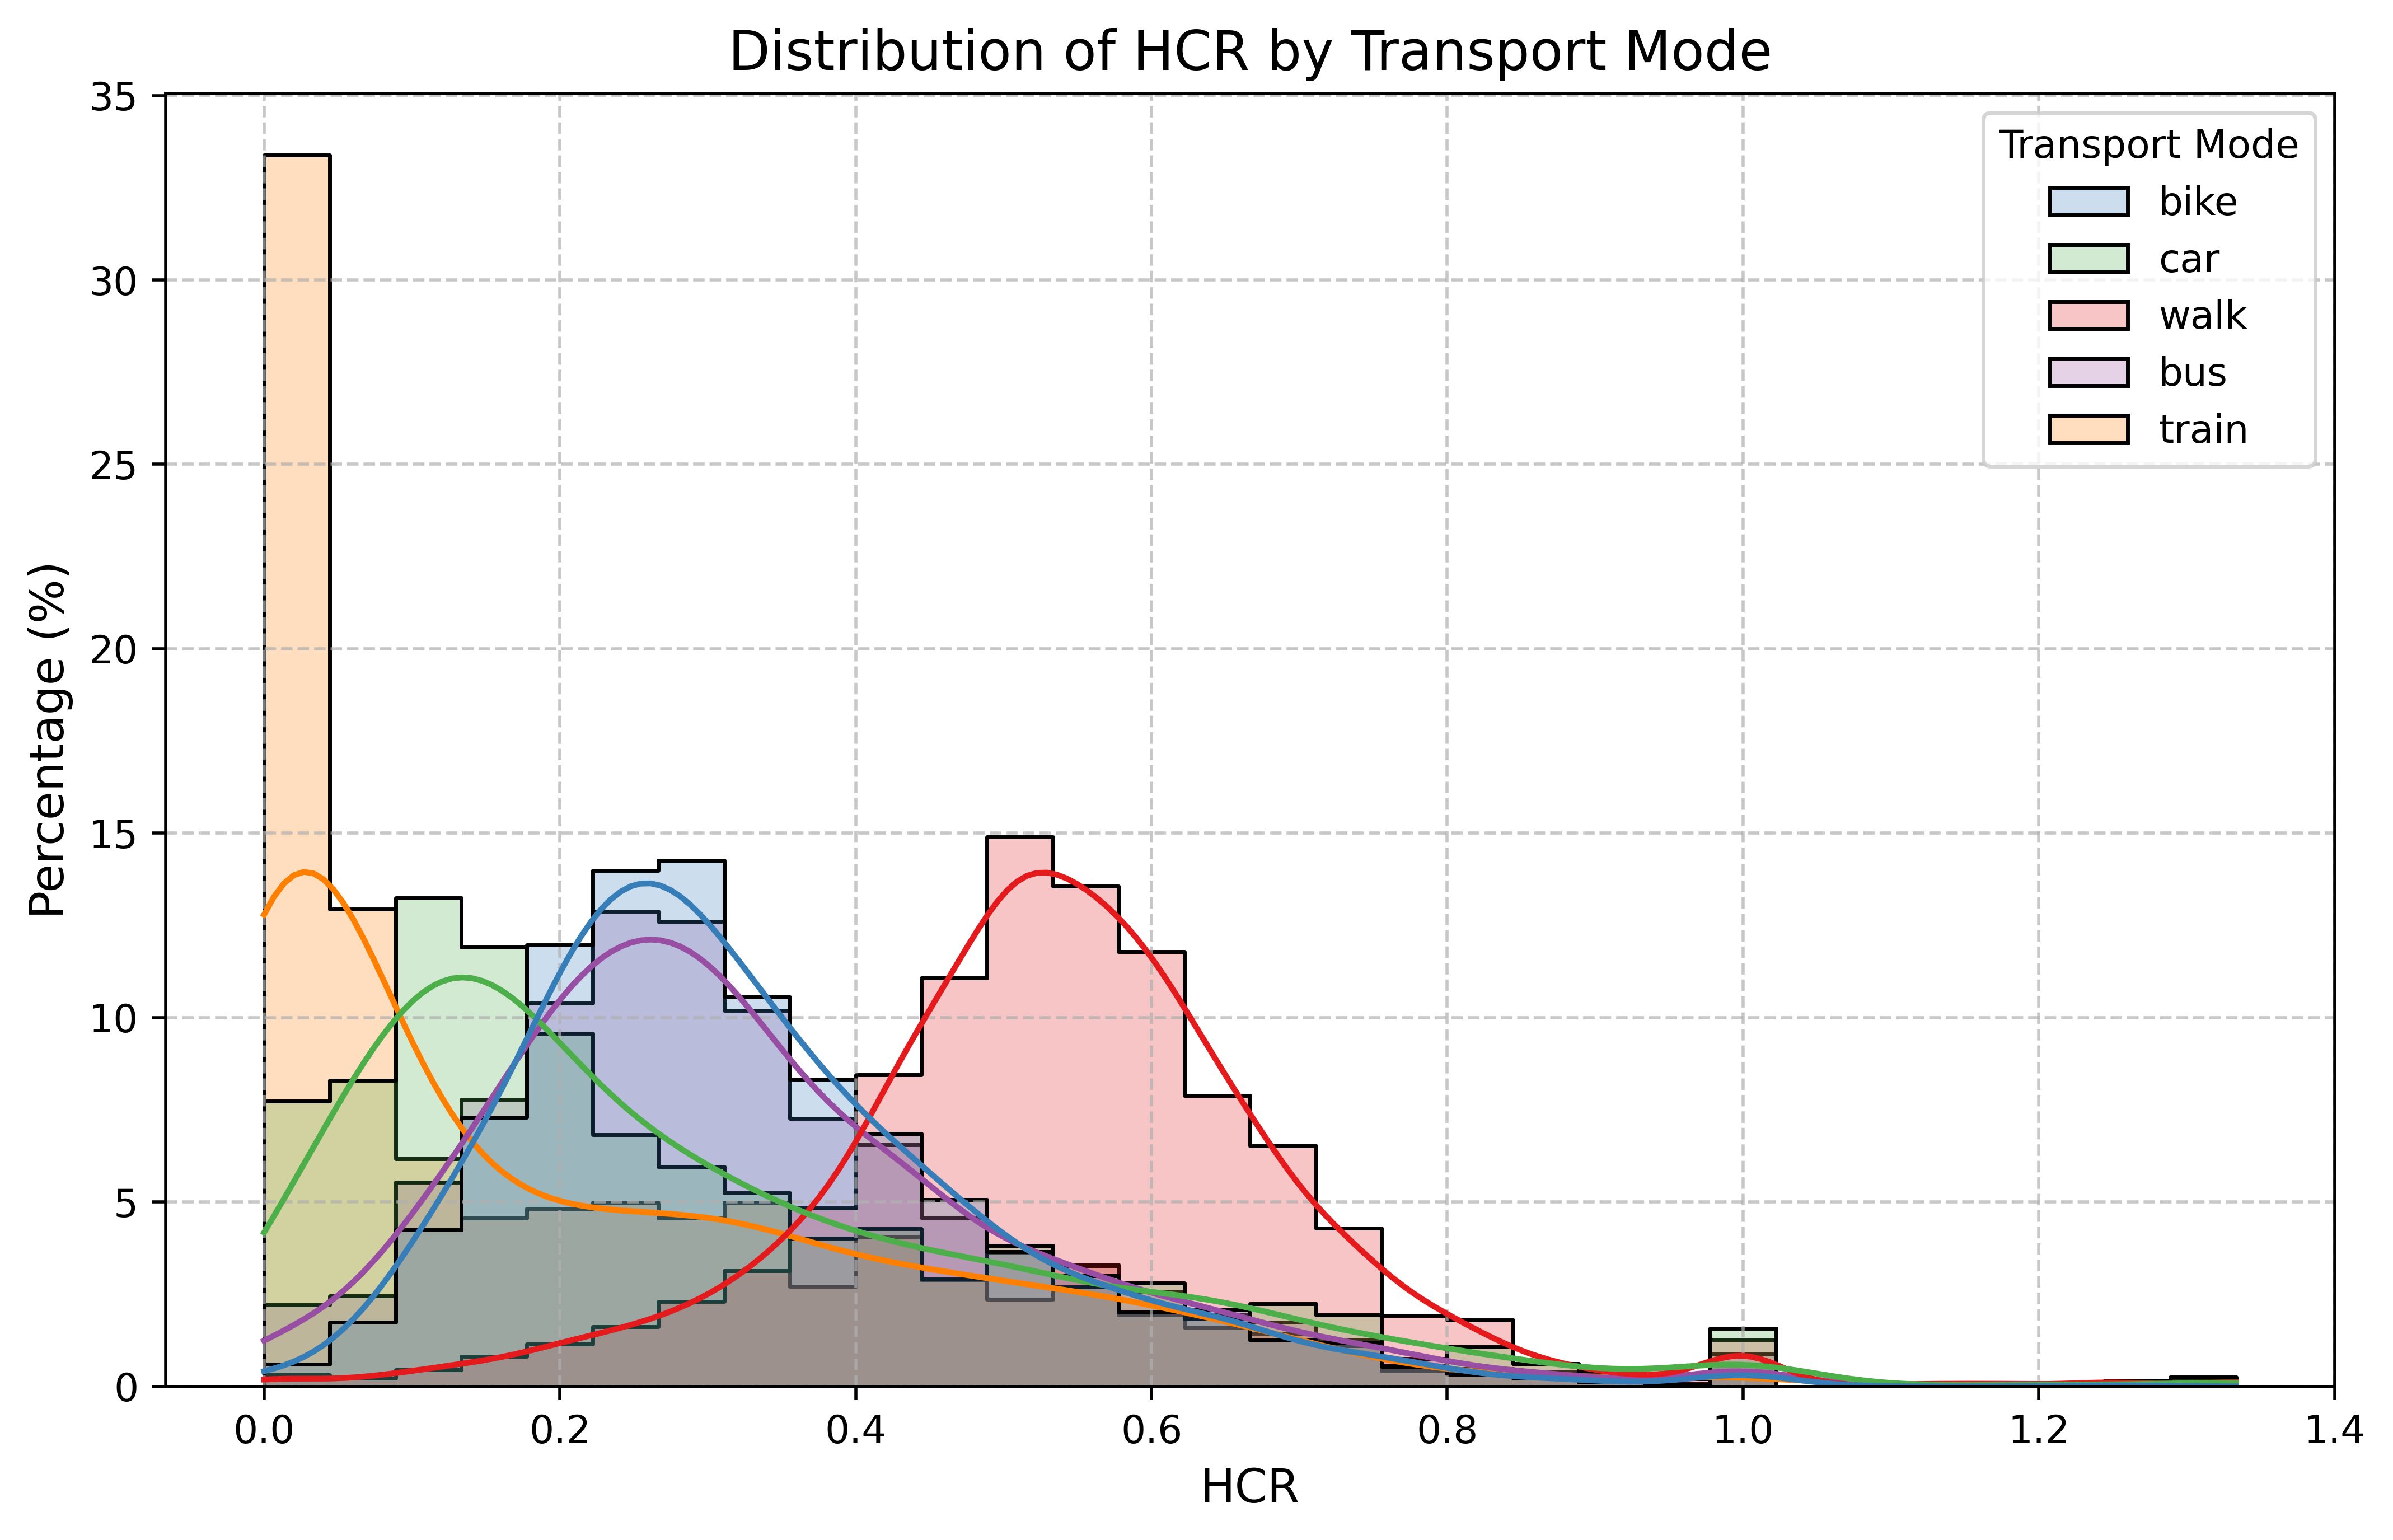 Distribution of HCR by Transport Mode
Percentage (%)
35
30
25
20
15
10
5
0
Transport Mode
bike
car
walk
bus
train
0.0 0.2 0.4 0.6 0.8 1.0 1.2 1.4
HCR